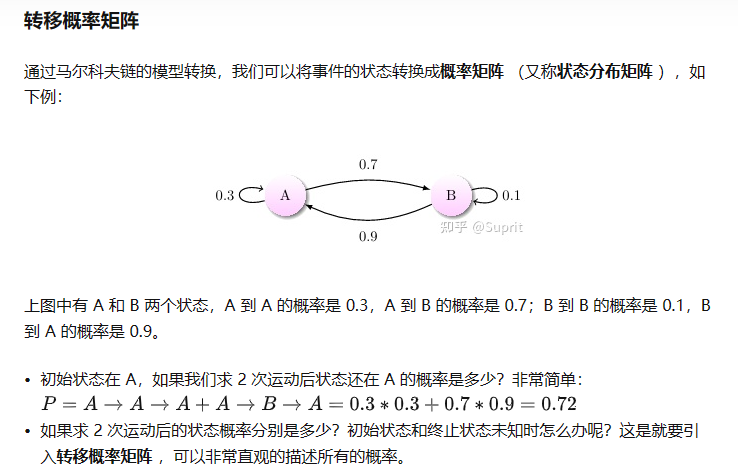 转移概率矩阵
通过马尔科夫链的模型转换，我们可以将事件的状态转换成概率矩阵 （又称状态分布矩阵 ），如
下例：
0.7
0.3 A B 0.1
知乎 @Suprit
0.9
上图中有 A 和 B 两个状态，A 到 A 的概率是 0.3，A 到 B 的概率是 0.7；B 到 B 的概率是 0.1，B
到 A 的概率是 0.9。
• 初始状态在 A，如果我们求 2 次运动后状态还在 A 的概率是多少？非常简单：
P = A → A → A + A → B → A = 0.3 * 0.3 + 0.7 * 0.9 = 0.72
• 如果求 2 次运动后的状态概率分别是多少？初始状态和终止状态未知时怎么办呢？这是就要引
入转移概率矩阵 ，可以非常直观的描述所有的概率。